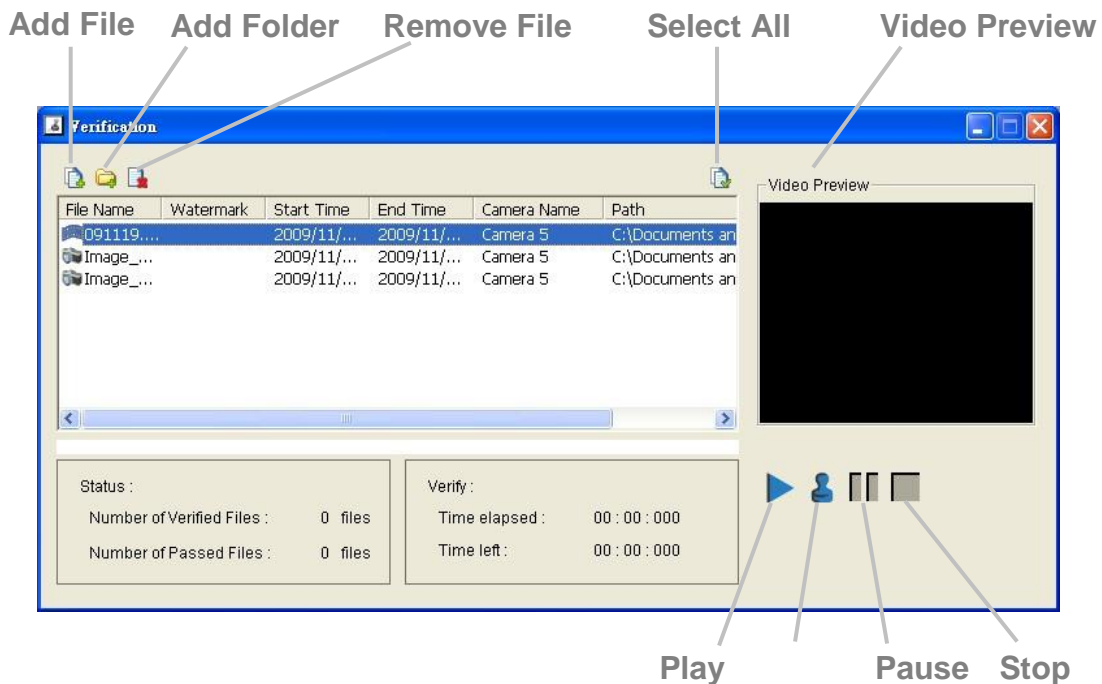 Add File Add Folder Remove File Select All Video Preview
Verification
Video Preview
File Name Watermark Start Time End Time Camera Name Path
091119.... 2009/11/... 2009/11/... Camera 5 C:\Documents an
Image_... 2009/11/... 2009/11/... Camera 5 C:\Documents an
Image_... 2009/11/... 2009/11/... Camera 5 C:\Documents an
Status :
Number of Verified Files : 0 files
Number of Passed Files : 0 files
Verify :
Time elapsed : 00 : 00 : 000
Time left : 00 : 00 : 000
Play Pause Stop